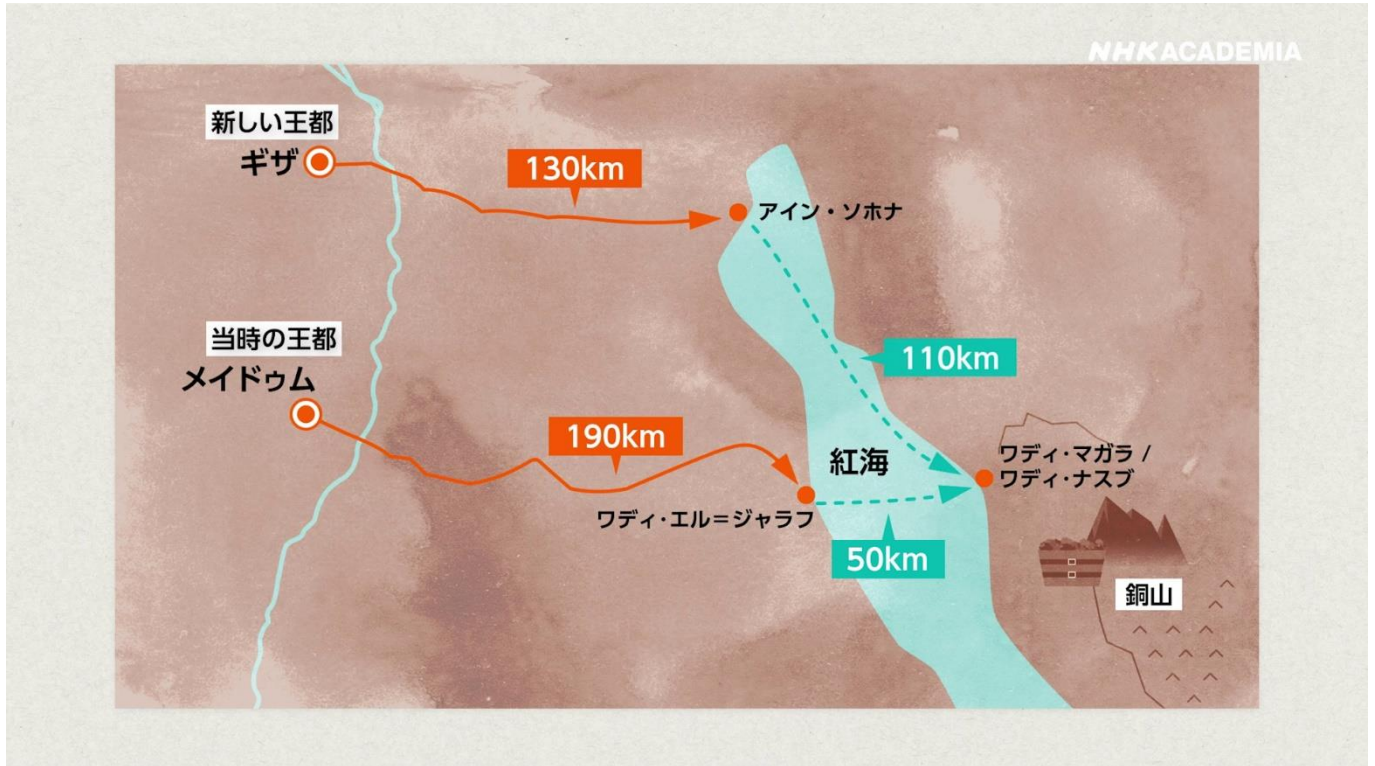 NHK ACADEMIA
新しい王都
ギザ
130km
アイン・ソホナ
110km
当時の王都
メイドゥム
190km
紅海
ワディ・マガラ /
ワディ・ナスブ
ワディ・エル＝ジャラフ
50km
銅山